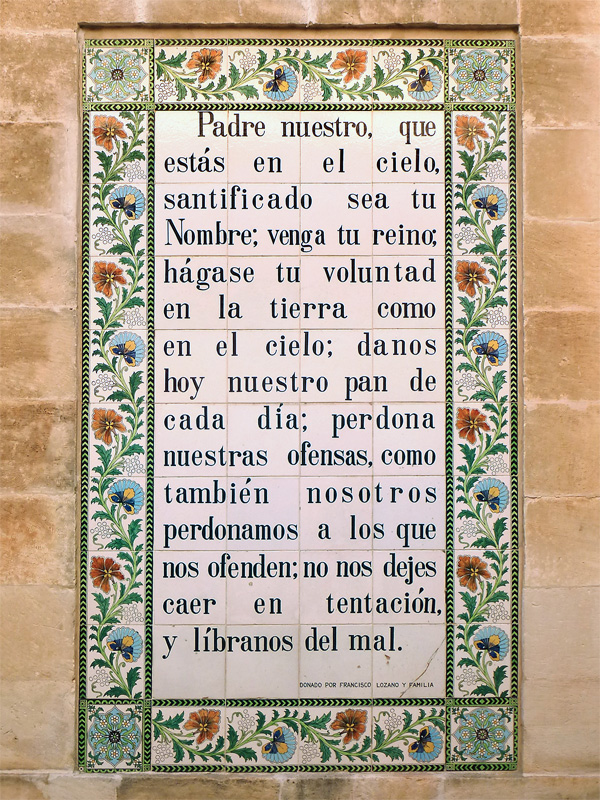 Padre nuestro, que
estás en el cielo,
santificado sea tu
Nombre; venga tu reino;
hágase tu voluntad
en la tierra como
en el cielo; danos
hoy nuestro pan de
cada día; perdona
nuestras ofensas, como
también nosotros
perdonamos a los que
nos ofenden; no nos dejes
caer en tentación,
y líbranos del mal.
DONADO POR FRANCISCO LOZANO Y FAMILIA